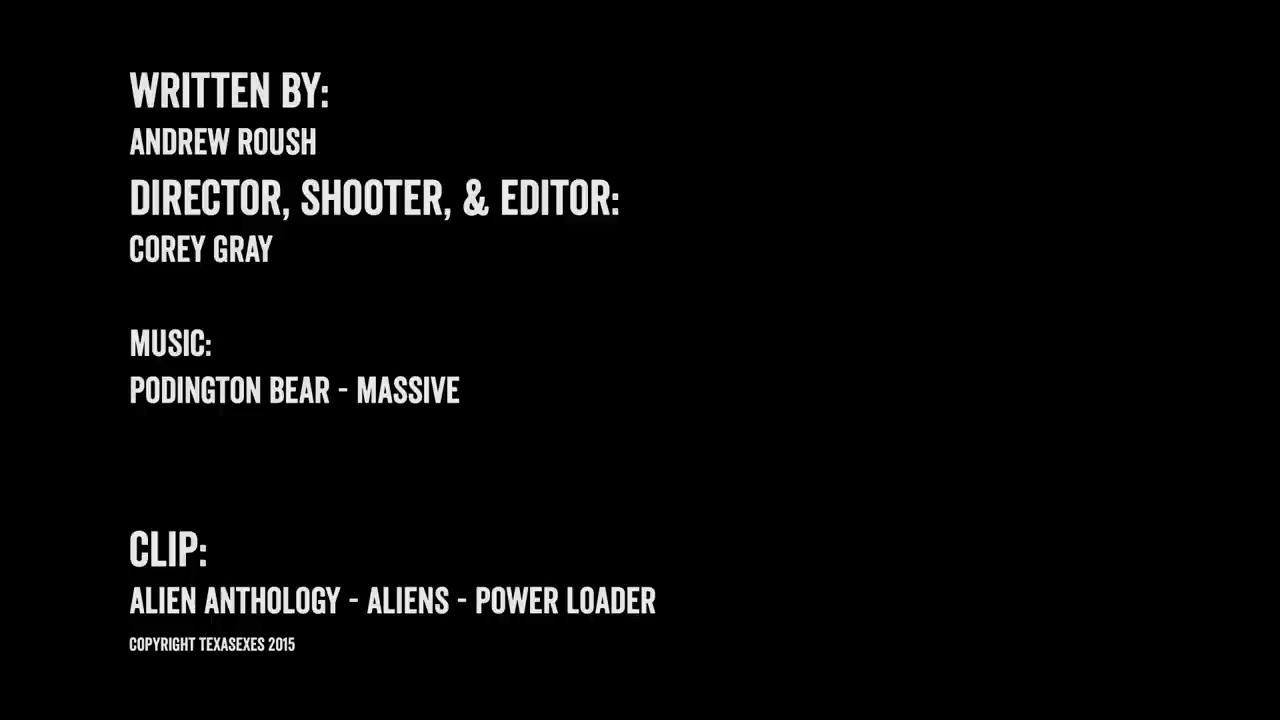 WRITTEN BY:
ANDREW ROUSH
DIRECTOR, SHOOTER, & EDITOR:
COREY GRAY
MUSIC:
PODINGTON BEAR - MASSIVE
CLIP:
ALIEN ANTHOLOGY - ALIENS - POWER LOADER
COPYRIGHT TEXASEXES 2015